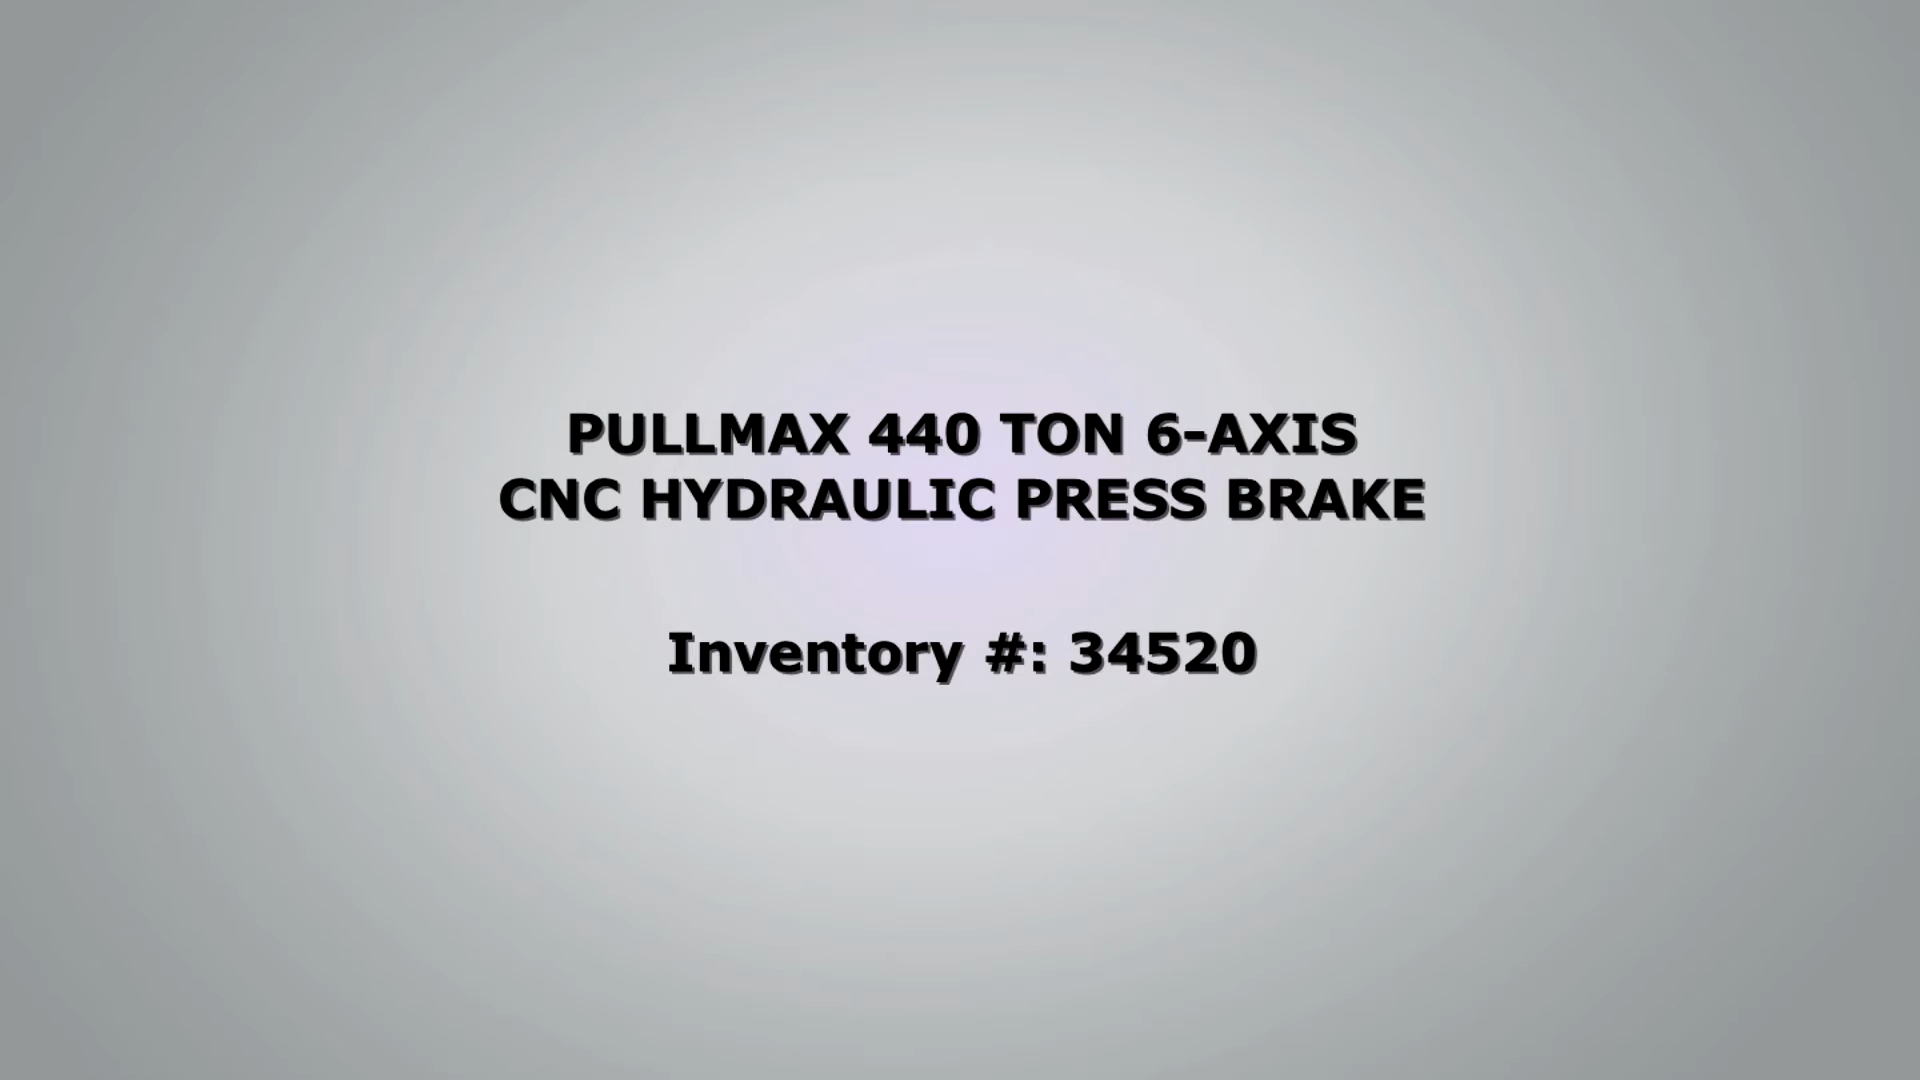 PULLMAX 440 TON 6-AXIS
CNC HYDRAULIC PRESS BRAKE
Inventory #: 34520